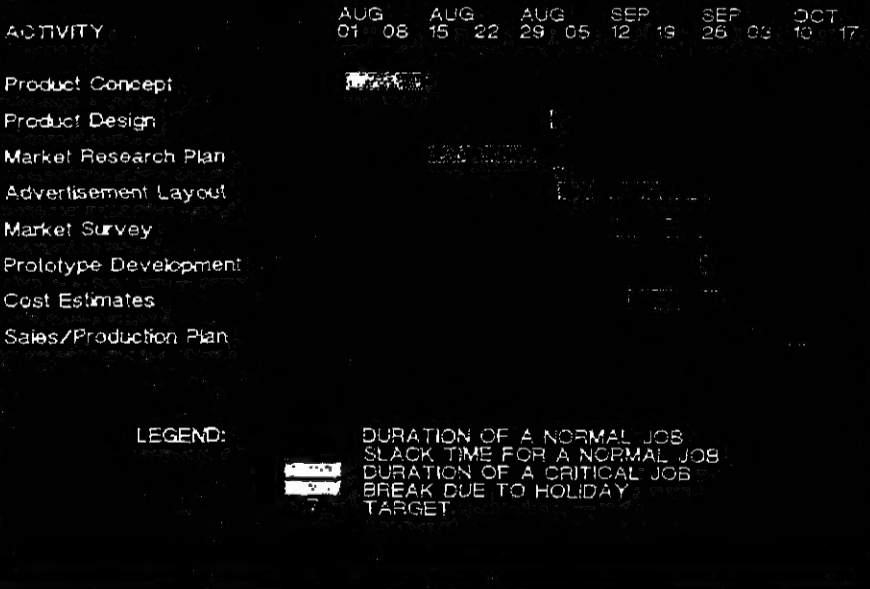 AUG AUG AUG SEP SEP OCT
ACTIVITY 01 08 15 22 29 05 12 19 26 03 10 17
Product Concept
Product Design
Market Research Plan
Advertisement Layout
Market Survey
Prototype Development
Cost Estimates
Sales/Production Plan
LEGEND: DURATION OF A NORMAL JOB
SLACK TIME FOR A NORMAL JOB
DURATION OF A CRITICAL JOB
BREAK DUE TO HOLIDAY
TARGET